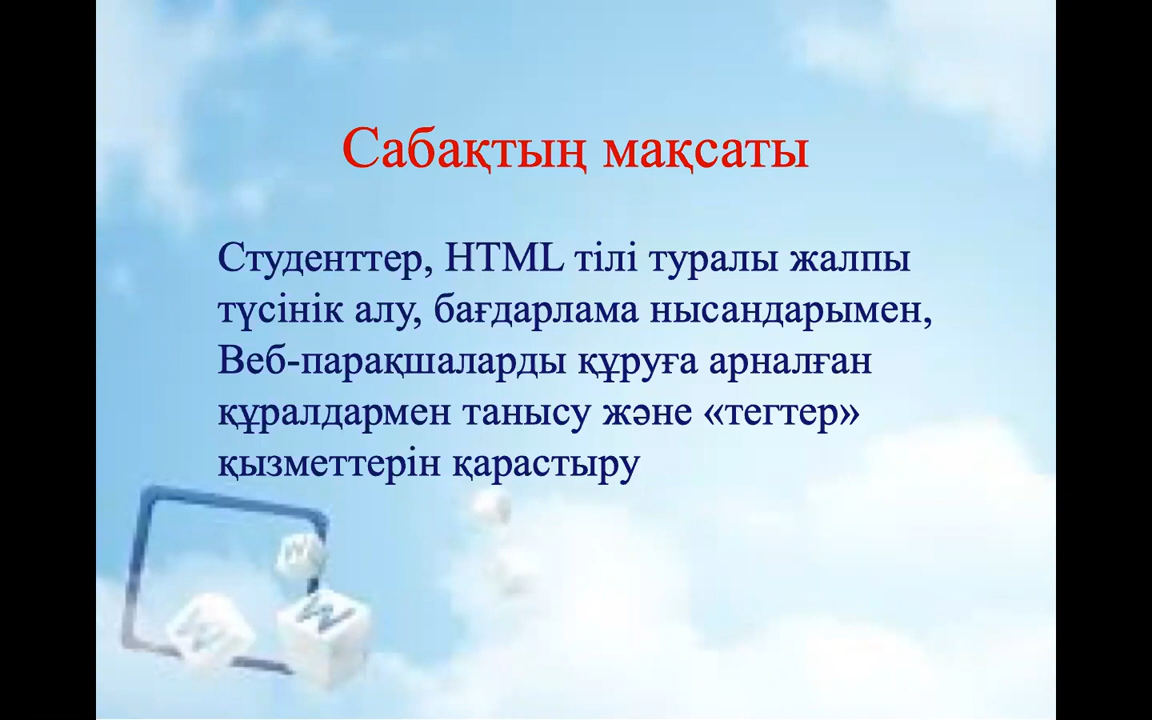 Сабақтың мақсаты
Студенттер, HTML тілі туралы жалпы
түсінік алу, бағдарлама нысандарымен,
Веб-парақшаларды құруға арналған
құралдармен танысу және «тегтер»
қызметтерін қарастыру
W
W
W